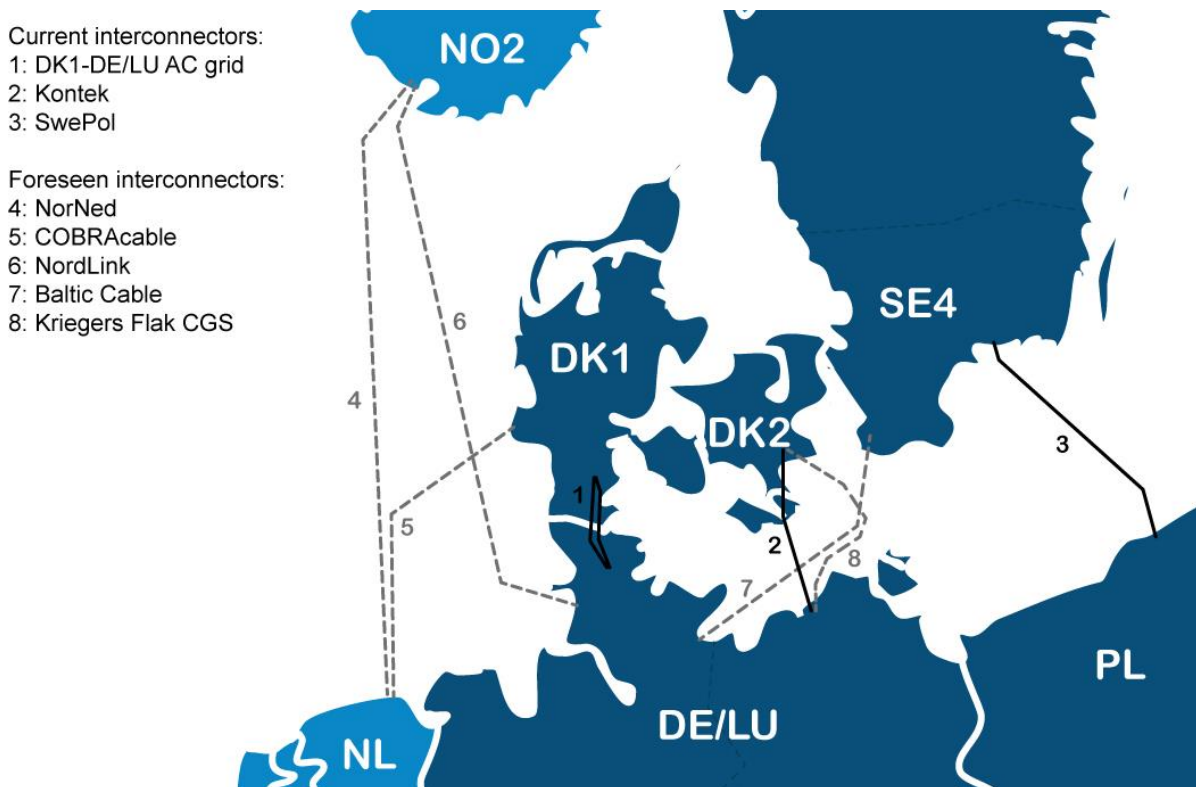 Current interconnectors:
1: DK1-DE/LU AC grid
2: Kontek
3: SwePol
Foreseen interconnectors:
4: NorNed
5: COBRAcable
6: NordLink
7: Baltic Cable
8: Kriegers Flak CGS
NO2
SE4
6
DK1
4
DK2
3
1
5
2
8
7
PL
DE/LU
NL